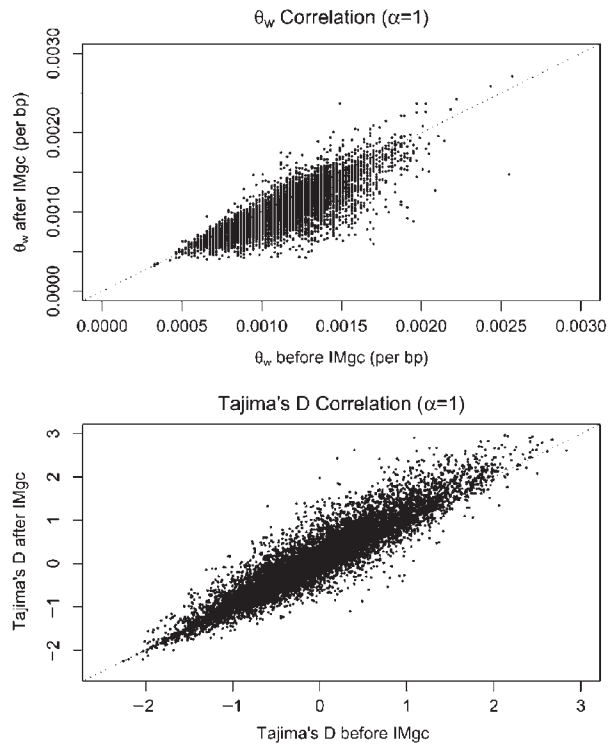 θw Correlation (α=1)
θw after IMgc (per bp)
0.0030
0.0020
0.0010
0.0000
0.0000 0.0005 0.0010 0.0015 0.0020 0.0025 0.0030
θw before IMgc (per bp)
Tajima's D Correlation (α=1)
Tajima's D after IMgc
3
2
1
0
−1
−2
−2 −1 0 1 2 3
Tajima's D before IMgc